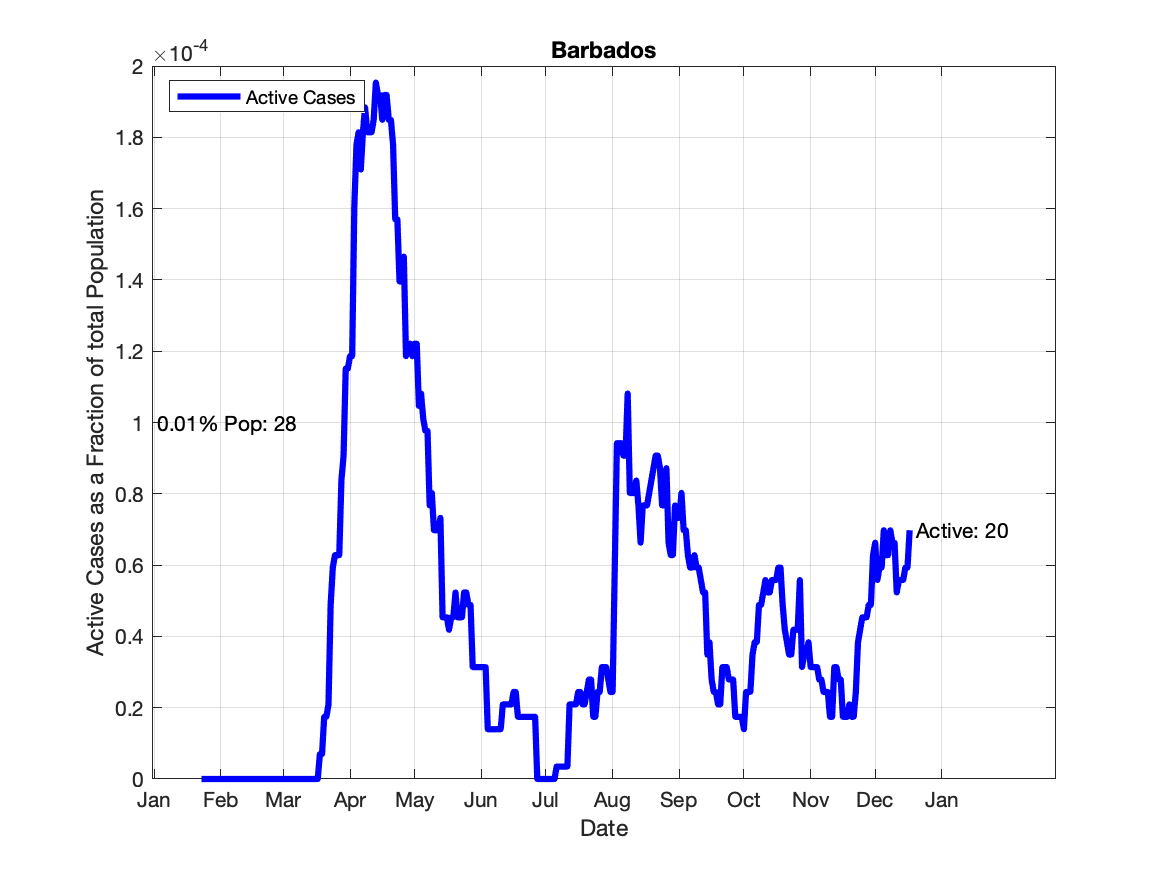 Barbados
×10-4
Active Cases
2
1.8
1.6
1.4
1.2
1
0.8
0.6
0.4
0.2
0
Active Cases as a Fraction of total Population
0.01% Pop: 28
Active: 20
Jan Feb Mar Apr May Jun Jul Aug Sep Oct Nov Dec Jan
Date